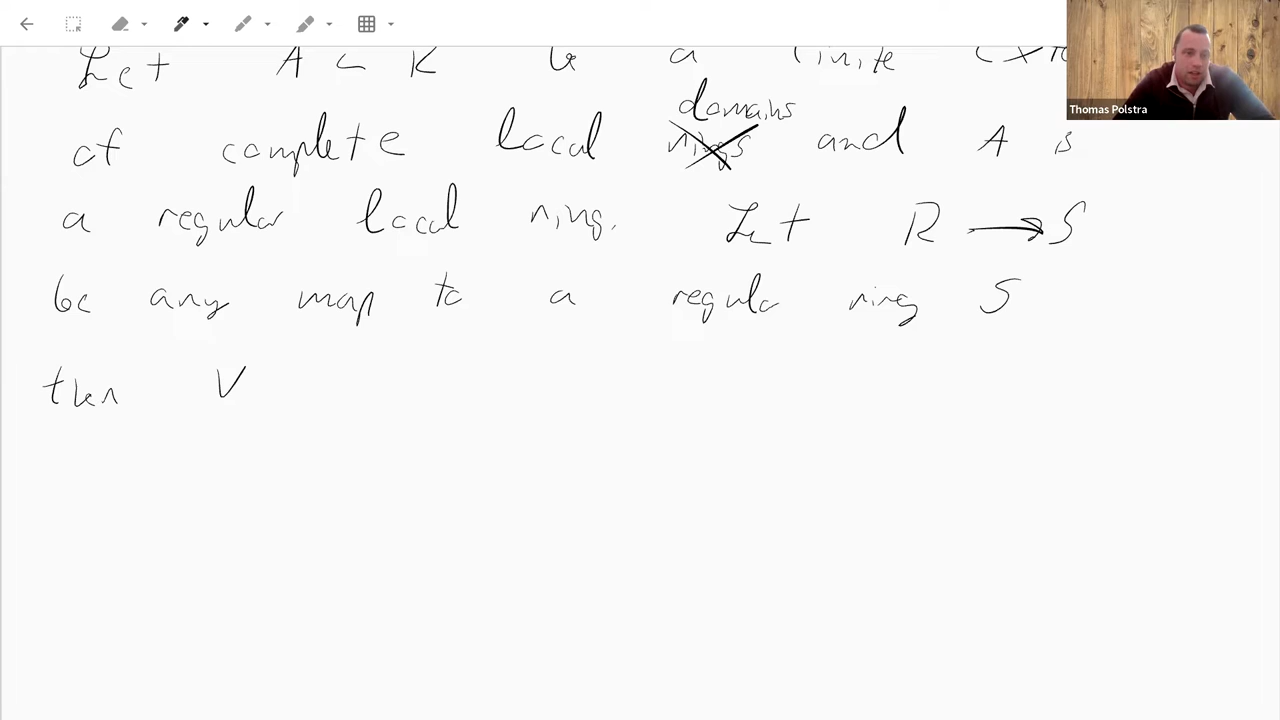 Let A ⊂ R be a finite
Thomas Polstra
domains
of complete local rings and A is
a regular local ring. Let R → S
be any map to a regular ring S
then V